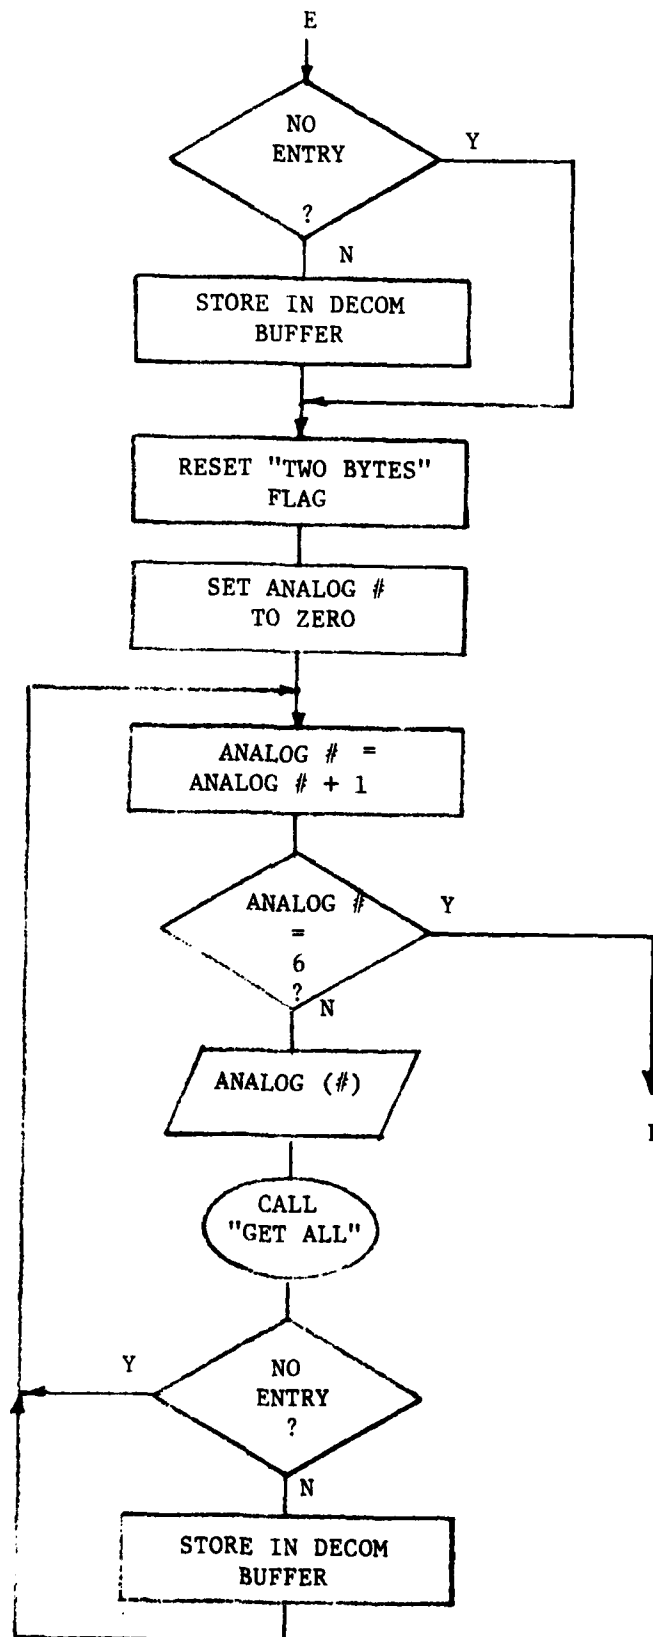 E
NO
ENTRY
?
Y
N
STORE IN DECOM
BUFFER
RESET "TWO BYTES"
FLAG
SET ANALOG #
TO ZERO
ANALOG # =
ANALOG # + 1
ANALOG #
=
6
?
Y
N
ANALOG (#)
CALL
"GET ALL"
NO
ENTRY
?
Y
N
STORE IN DECOM
BUFFER